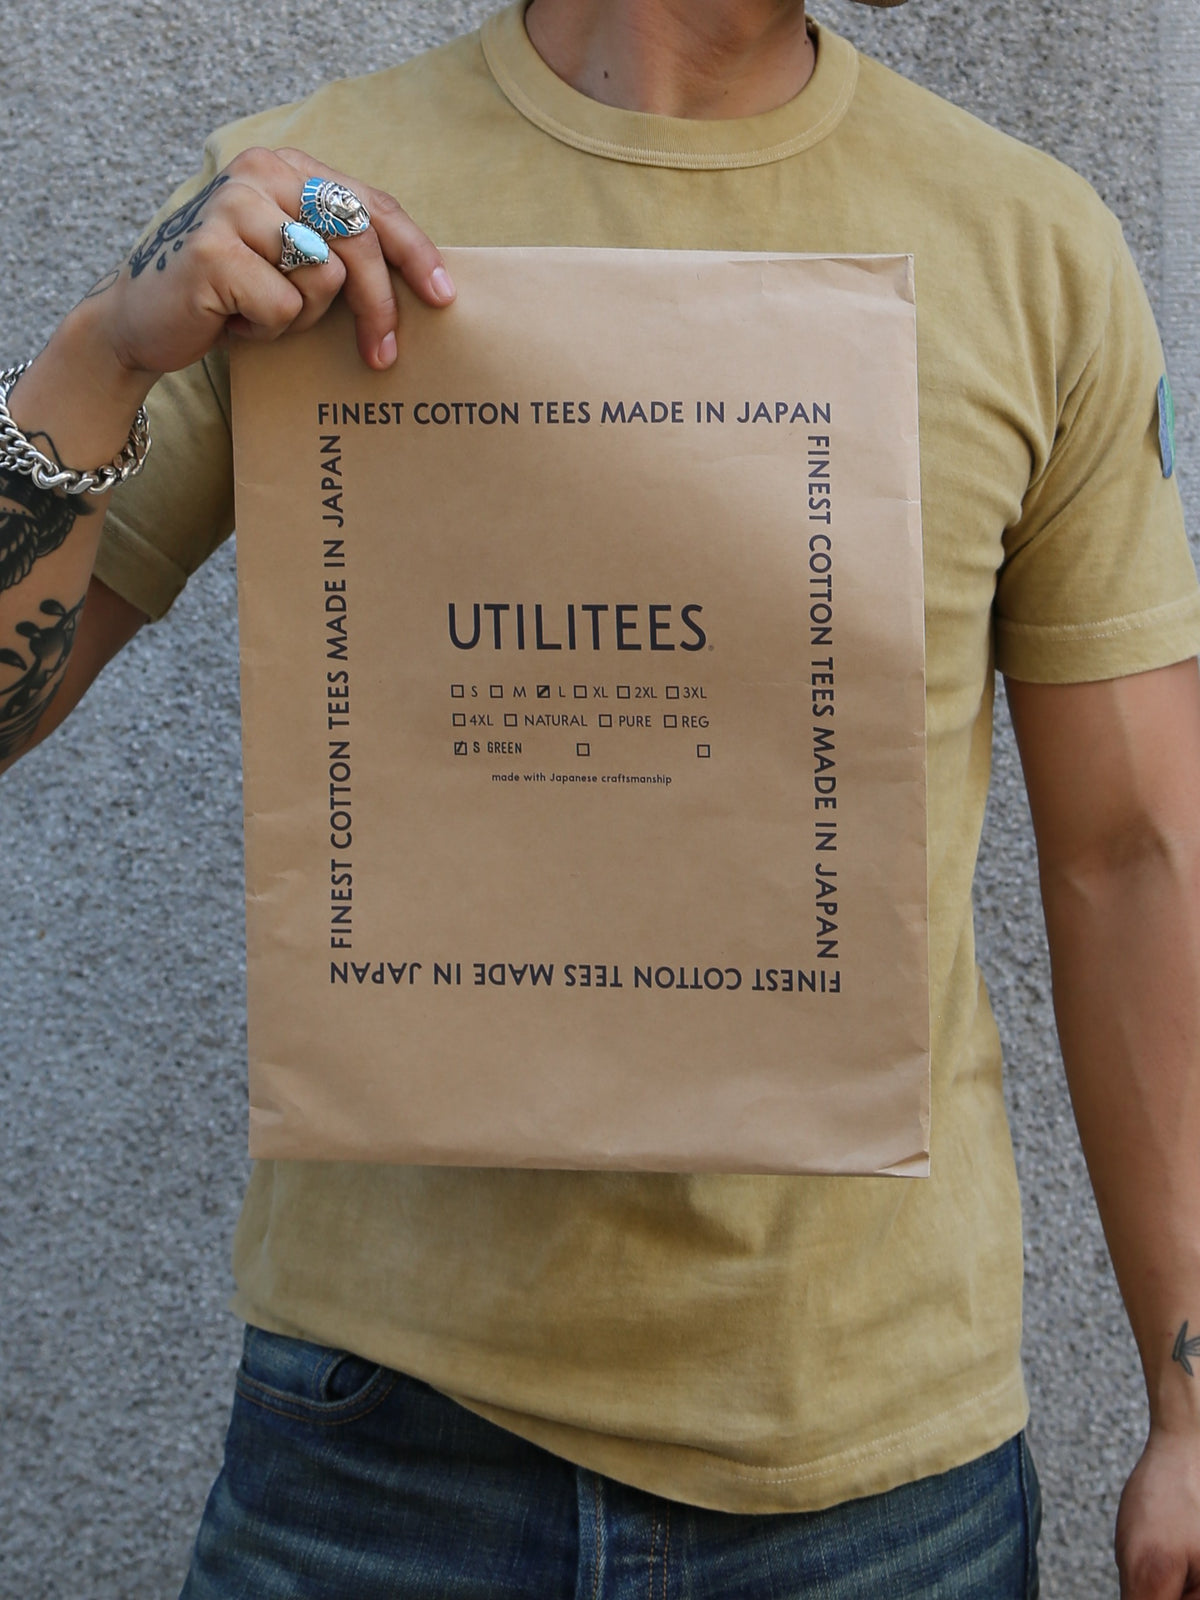 FINEST COTTON TEES MADE IN JAPAN
FINEST COTTON TEES MADE IN JAPAN
FINEST COTTON TEES MADE IN JAPAN
UTILITEES®
☐ S ☐ M ☑ L ☐ XL ☐ 2XL ☐ 3XL
☐ 4XL ☐ NATURAL ☐ PURE ☐ REG
☑ S GREEN ☐ ☐
made with Japanese craftsmanship
FINEST COTTON TEES MADE IN JAPAN